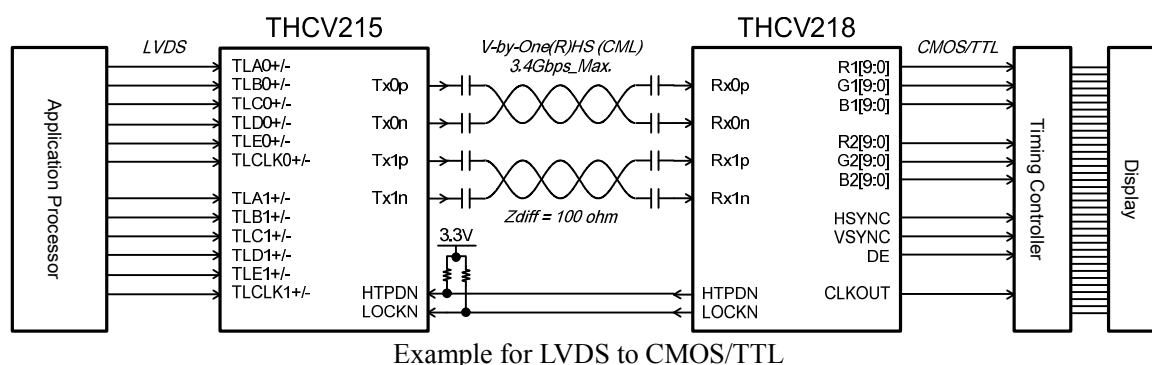 THCV215
THCV218
LVDS
V-by-One(R)HS (CML)
3.4Gbps_Max.
CMOS/TTL
Application Processor
TLA0+/-
TLB0+/-
TLC0+/-
TLD0+/-
TLE0+/-
TLCLK0+/-
TLA1+/-
TLB1+/-
TLC1+/-
TLD1+/-
TLE1+/-
TLCLK1+/-
Tx0p
Tx0n
Tx1p
Tx1n
HTPDN
LOCKN
Zdiff = 100 ohm
3.3V
Rx0p
Rx0n
Rx1p
Rx1n
HTPDN
LOCKN
R1[9:0]
G1[9:0]
B1[9:0]
R2[9:0]
G2[9:0]
B2[9:0]
HSYNC
VSYNC
DE
CLKOUT
Timing Controller
Display
Example for LVDS to CMOS/TTL